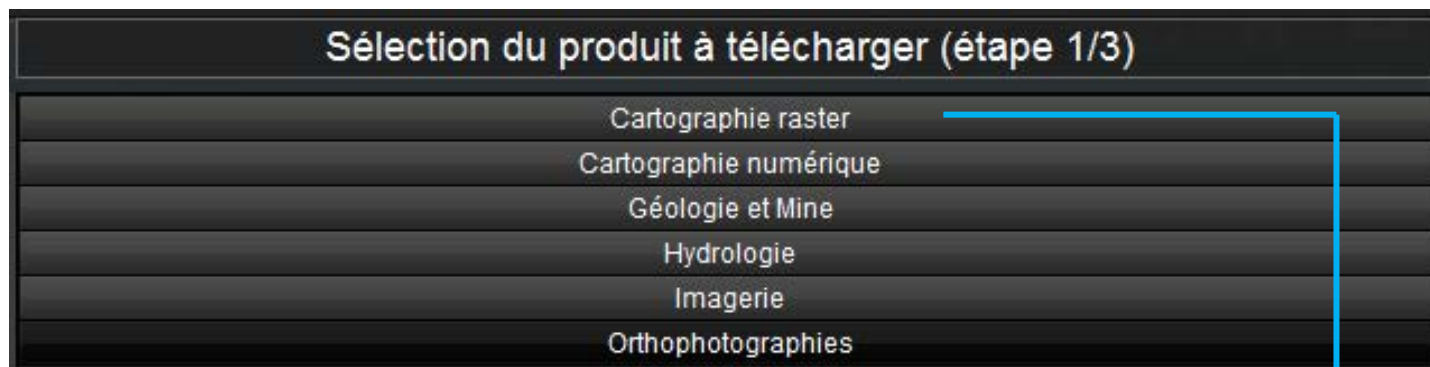 Sélection du produit à télécharger (étape 1/3)
Cartographie raster
Cartographie numérique
Géologie et Mine
Hydrologie
Imagerie
Orthophotographies